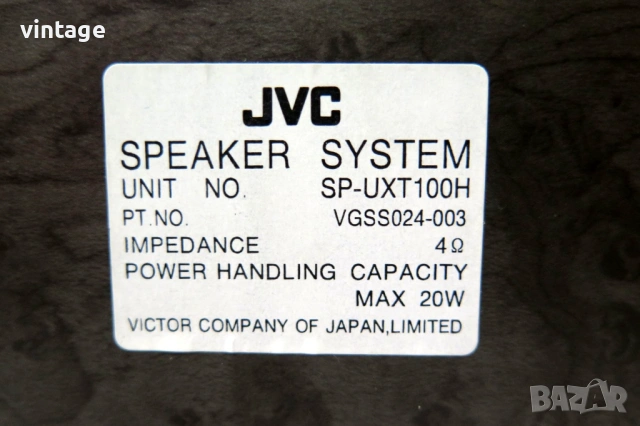 vintage
JVC
SPEAKER SYSTEM
UNIT NO. SP-UXT100H
PT.NO. VGSS024-003
IMPEDANCE 4Ω
POWER HANDLING CAPACITY
MAX 20W
VICTOR COMPANY OF JAPAN,LIMITED
BAZAR